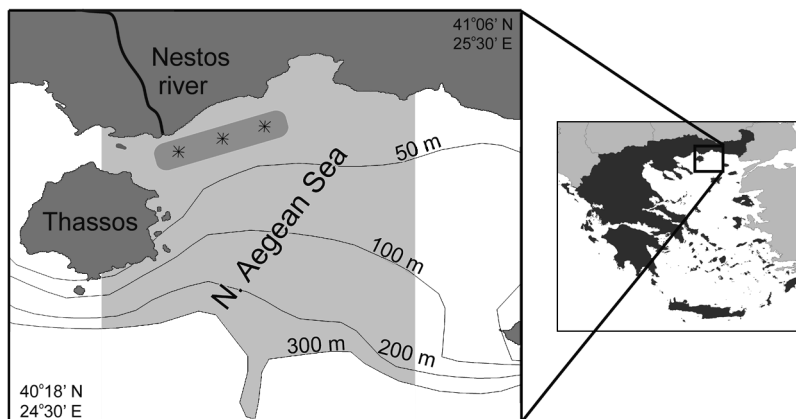 41°06' N
25°30' E
Nestos
river
50 m
Thassos
N. Aegean Sea
100 m
300 m
200 m
40°18' N
24°30' E